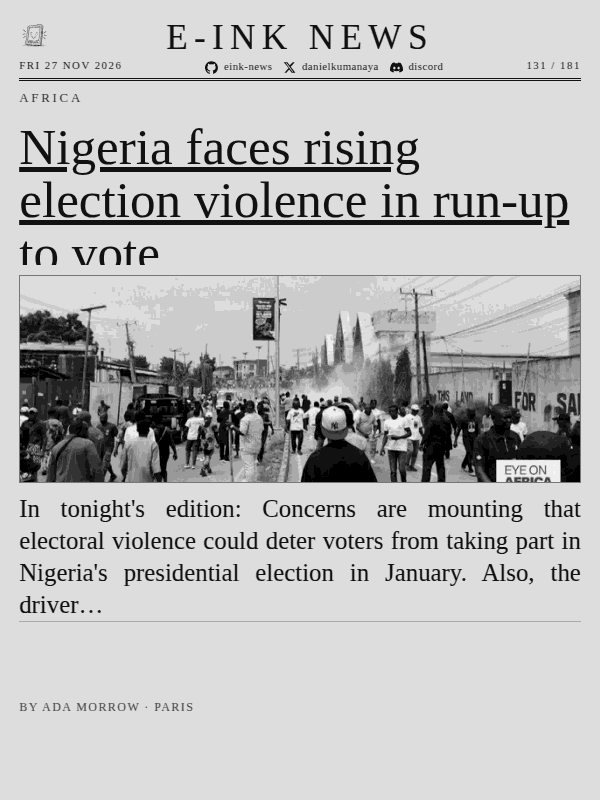 E-INK NEWS
FRI 27 NOV 2026
eink-news danielkumanaya discord
131 / 181
AFRICA
Nigeria faces rising
election violence in run-up
to vote
THIS LAND
FOR SAL
EYE ON
AFRICA
In tonight's edition: Concerns are mounting that
electoral violence could deter voters from taking part in
Nigeria's presidential election in January. Also, the
driver…
BY ADA MORROW · PARIS